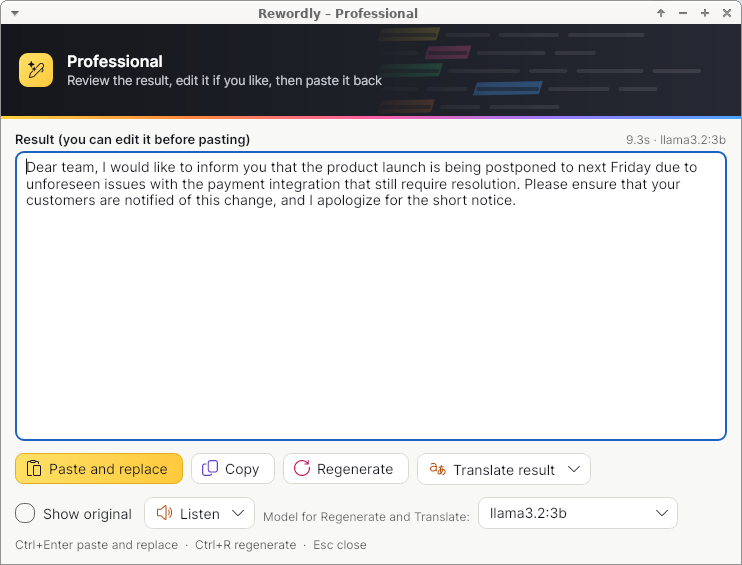 Rewordly – Professional
Professional
Review the result, edit it if you like, then paste it back
Result (you can edit it before pasting)
9.3s · llama3.2:3b
Dear team, I would like to inform you that the product launch is being postponed to next Friday due to
unforeseen issues with the payment integration that still require resolution. Please ensure that your
customers are notified of this change, and I apologize for the short notice.
Paste and replace
Copy
Regenerate
Translate result
Show original
Listen
Model for Regenerate and Translate:
llama3.2:3b
Ctrl+Enter paste and replace · Ctrl+R regenerate · Esc close